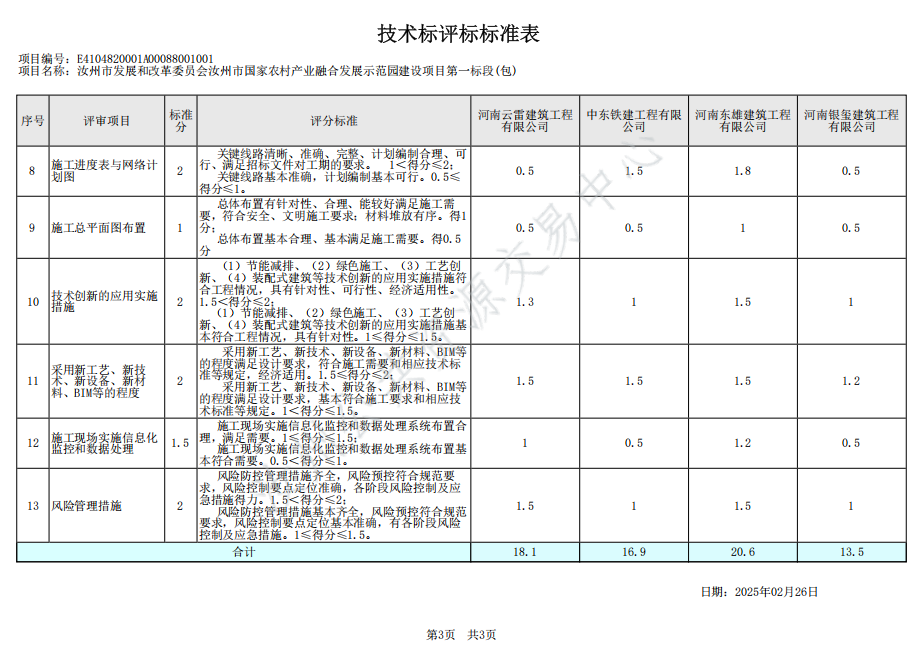 技术标评标标准表
项目编号: E4104820001A00088001001
项目名称: 汝州市发展和改革委员会汝州市国家农村产业融合发展示范园建设项目第一标段(包)
序号 评审项目 标准分 评分标准 河南云雷建筑工程有限公司 中东铁建工程有限公司 河南东雄建筑工程有限公司 河南银玺建筑工程有限公司
8 施工进度表与网络计划图 2
关键线路清晰、准确、完整、计划编制合理、可
行、满足招标文件对工期的要求。 1＜得分≤2;
关键线路基本准确, 计划编制基本可行。0.5≤
得分≤1。
0.5 1.5 1.8 0.5
9 施工总平面图布置 1
总体布置有针对性、合理、能较好满足施工需
要, 符合安全、文明施工要求; 材料堆放有序。得1
分;
总体布置基本合理、基本满足施工需要。得0.5
分
0.5 0.5 1 0.5
10 技术创新的应用实施措施 2
（1）节能减排、（2）绿色施工、（3）工艺创
新、（4）装配式建筑等技术创新的应用实施措施符
合工程情况, 具有针对性、可行性、经济适用性。
1.5＜得分≤2;
（1）节能减排、（2）绿色施工、（3）工艺创
新、（4）装配式建筑等技术创新的应用实施措施基
本符合工程情况, 具有针对性。1≤得分≤1.5。
1.3 1 1.5 1
11 采用新工艺、新技术、新设备、新材料、BIM等的程度 2
采用新工艺、新技术、新设备、新材料、BIM等
的程度满足设计要求, 符合施工需要和相应技术标
准等规定, 经济适用。1.5≤得分≤2;
采用新工艺、新技术、新设备、新材料、BIM等
的程度满足设计要求, 基本符合施工要求和相应技
术标准等规定。1＜得分≤1.5。
1.5 1.5 1.5 1.2
12 施工现场实施信息化监控和数据处理 1.5
施工现场实施信息化监控和数据处理系统布置合
理, 满足需要。1≤得分≤1.5;
施工现场实施信息化监控和数据处理系统布置基
本符合需要。0.5＜得分≤1。
1 0.5 1.2 0.5
13 风险管理措施 2
风险防控管理措施齐全, 风险预控符合规范要
求, 风险控制要点定位准确, 各阶段风险控制及应
急措施得力。1.5＜得分≤2;
风险防控管理措施基本齐全, 风险预控符合规范
要求, 风险控制要点定位基本准确, 有各阶段风险
控制及应急措施。1≤得分≤1.5。
1.5 1 1.5 1
合计 18.1 16.9 20.6 13.5
源交易中心
日期: 2025年02月26日
第3页 共3页